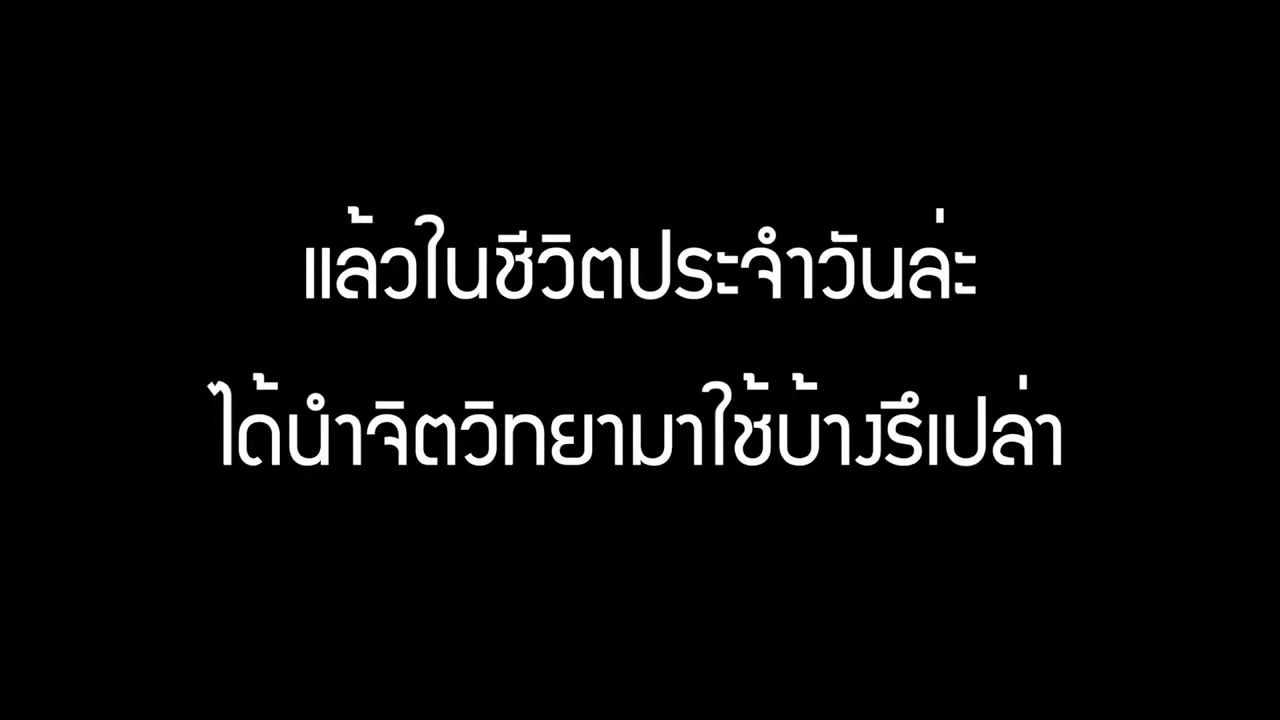 แล้วในชีวิตประจำวันล่ะ
ได้นำจิตวิทยามาใช้บ้างรึเปล่า